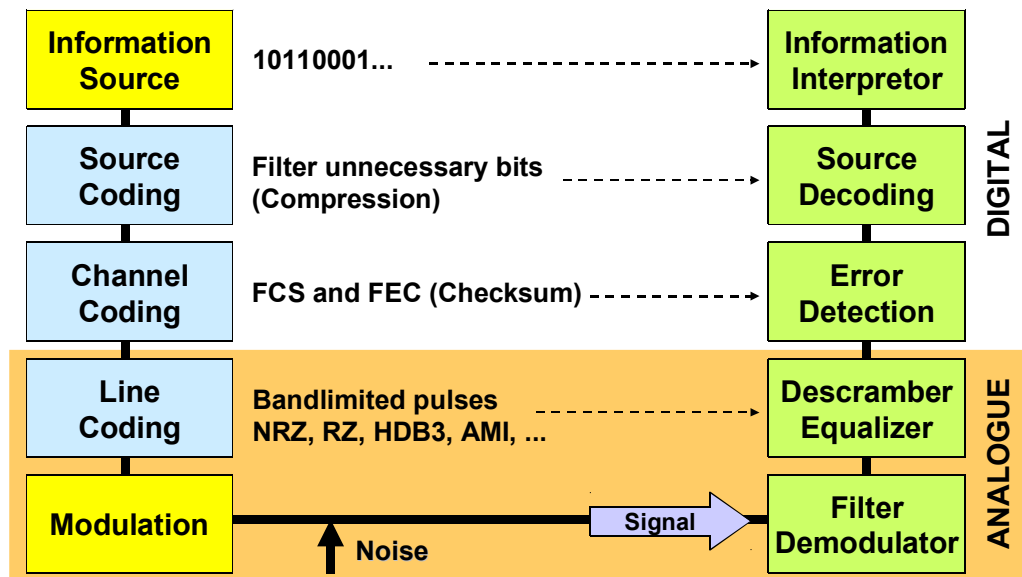 Information
Source
10110001...
Information
Interpretor
Source
Coding
Filter unnecessary bits
(Compression)
Source
Decoding
DIGITAL
Channel
Coding
FCS and FEC (Checksum)
Error
Detection
Line
Coding
Bandlimited pulses
NRZ, RZ, HDB3, AMI, ...
Descramber
Equalizer
ANALOGUE
Modulation
Noise
Signal
Filter
Demodulator